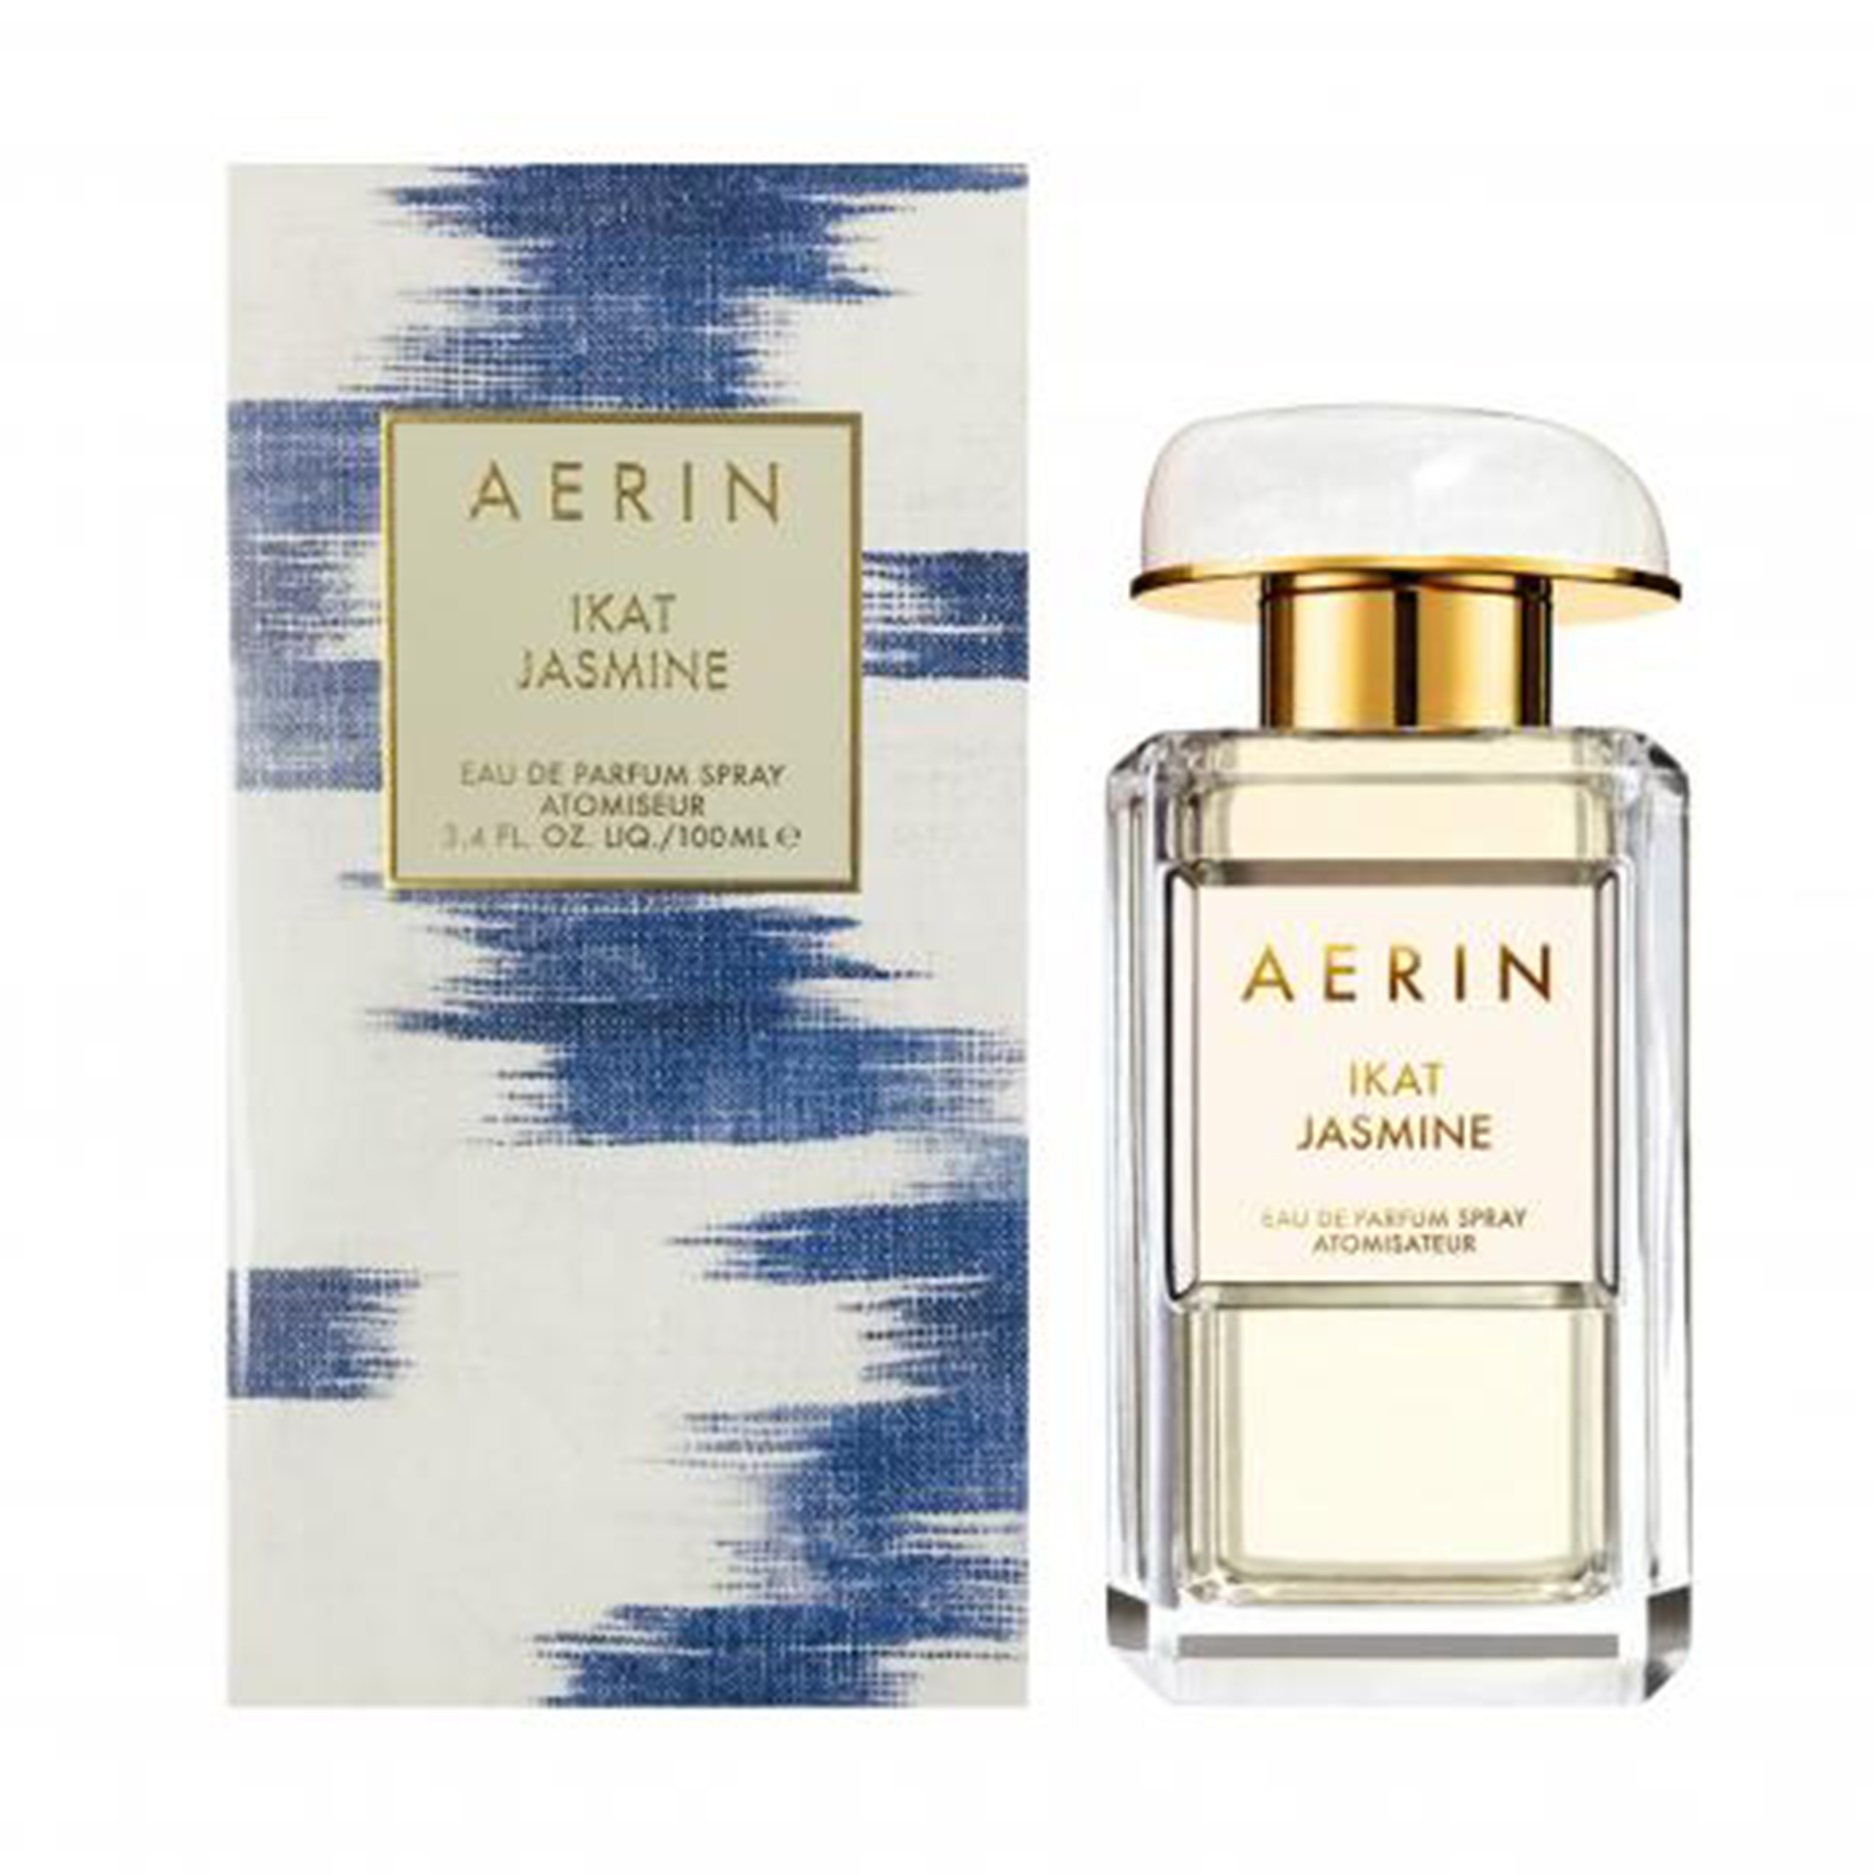 AERIN
IKAT
JASMINE
EAU DE PARFUM SPRAY
ATOMISEUR
3.4 FL. OZ. LIQ./100ML ℮
AERIN
IKAT
JASMINE
EAU DE PARFUM SPRAY
ATOMISATEUR